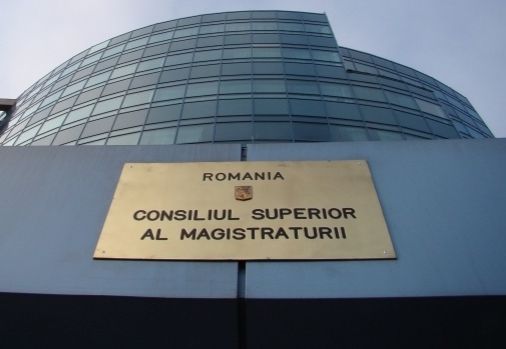 ROMANIA
CONSILIUL SUPERIOR
AL MAGISTRATURII